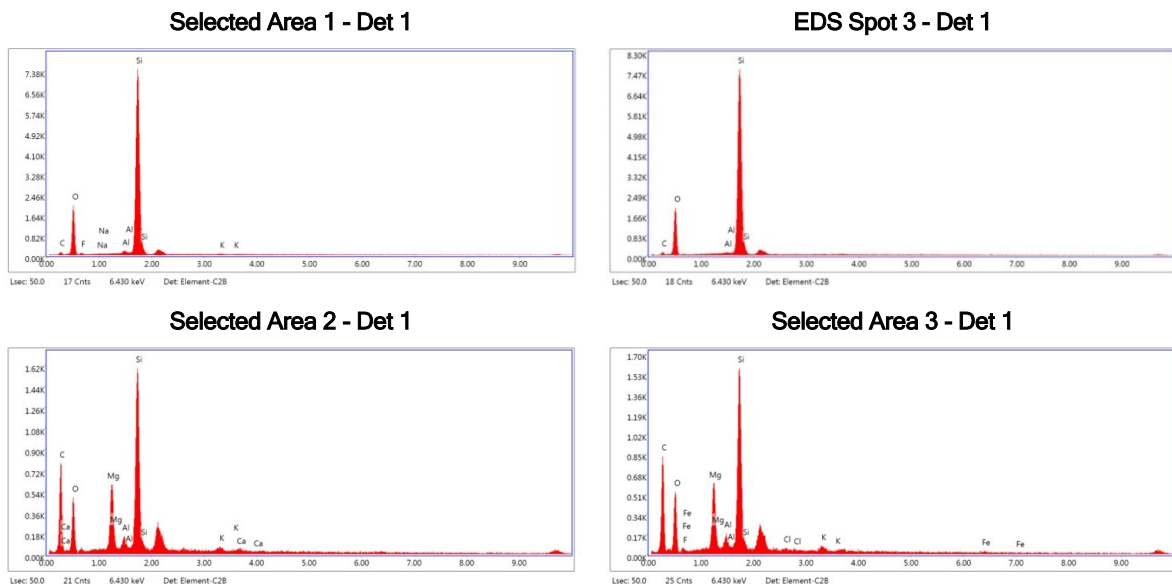 Selected Area 1 - Det 1
7.38K
6.56K
5.74K
4.92K
4.10K
3.28K
2.46K
1.64K
0.82K
0.00K
Si
O
C
F
Na
Na
Al
Al
Si
K
K
0.00 1.00 2.00 3.00 4.00 5.00 6.00 7.00 8.00 9.00
Lsec: 50.0 17 Cnts 6.430 keV Det: Element-C2B
EDS Spot 3 - Det 1
8.30K
7.47K
6.64K
5.81K
4.98K
4.15K
3.32K
2.49K
1.66K
0.83K
0.00K
Si
O
C
Al
Al
Si
0.00 1.00 2.00 3.00 4.00 5.00 6.00 7.00 8.00 9.00
Lsec: 50.0 18 Cnts 6.430 keV Det: Element-C2B
Selected Area 2 - Det 1
1.62K
1.44K
1.26K
1.08K
0.90K
0.72K
0.54K
0.36K
0.18K
0.00K
Si
C
O
Mg
Mg
Ca
Ca
Al
Al
Si
K
K
Ca
Ca
0.00 1.00 2.00 3.00 4.00 5.00 6.00 7.00 8.00 9.00
Lsec: 50.0 21 Cnts 6.430 keV Det: Element-C2B
Selected Area 3 - Det 1
1.70K
1.53K
1.36K
1.19K
1.02K
0.85K
0.68K
0.51K
0.34K
0.17K
0.00K
Si
C
O
Mg
Mg
Fe
Fe
F
Al
Al
Si
Cl
Cl
K
K
Fe
Fe
0.00 1.00 2.00 3.00 4.00 5.00 6.00 7.00 8.00 9.00
Lsec: 50.0 25 Cnts 6.430 keV Det: Element-C2B